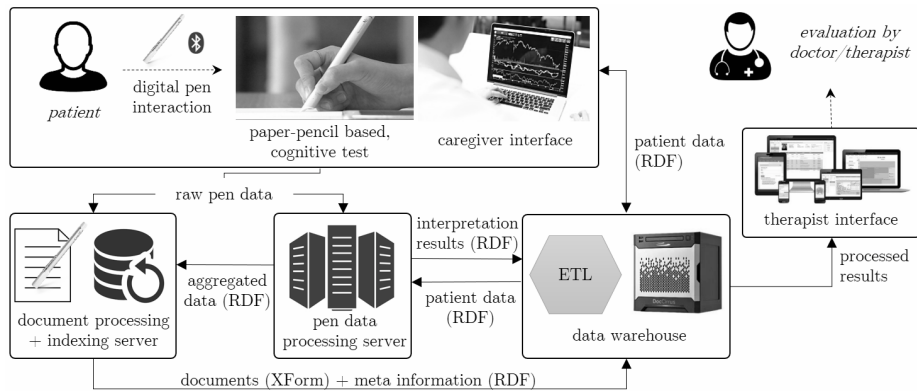 patient
digital pen
interaction
paper-pencil based,
cognitive test
caregiver interface
evaluation by
doctor/therapist
patient data
(RDF)
therapist interface
raw pen data
interpretation
results (RDF)
aggregated
data (RDF)
patient data
(RDF)
ETL
processed
results
document processing
+ indexing server
pen data
processing server
data warehouse
documents (XForm) + meta information (RDF)